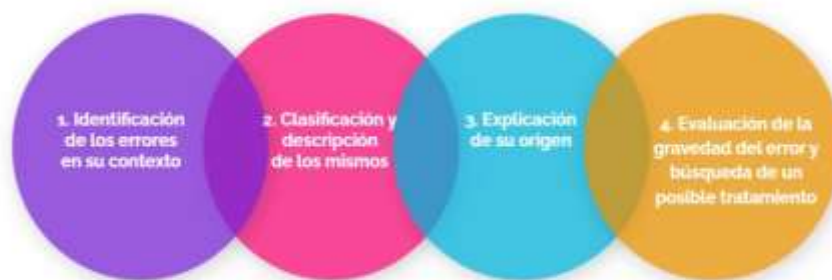 1. Identificación
de los errores
en su contexto
2. Clasificación y
descripción
de los mismos
3. Explicación
de su origen
4. Evaluación de la
gravedad del error y
búsqueda de un
posible tratamiento